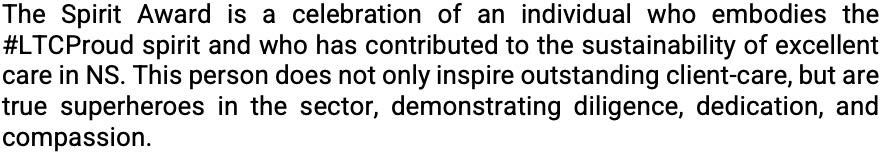 The Spirit Award is a celebration of an individual who embodies the
#LTCProud spirit and who has contributed to the sustainability of excellent
care in NS. This person does not only inspire outstanding client-care, but are
true superheroes in the sector, demonstrating diligence, dedication, and
compassion.